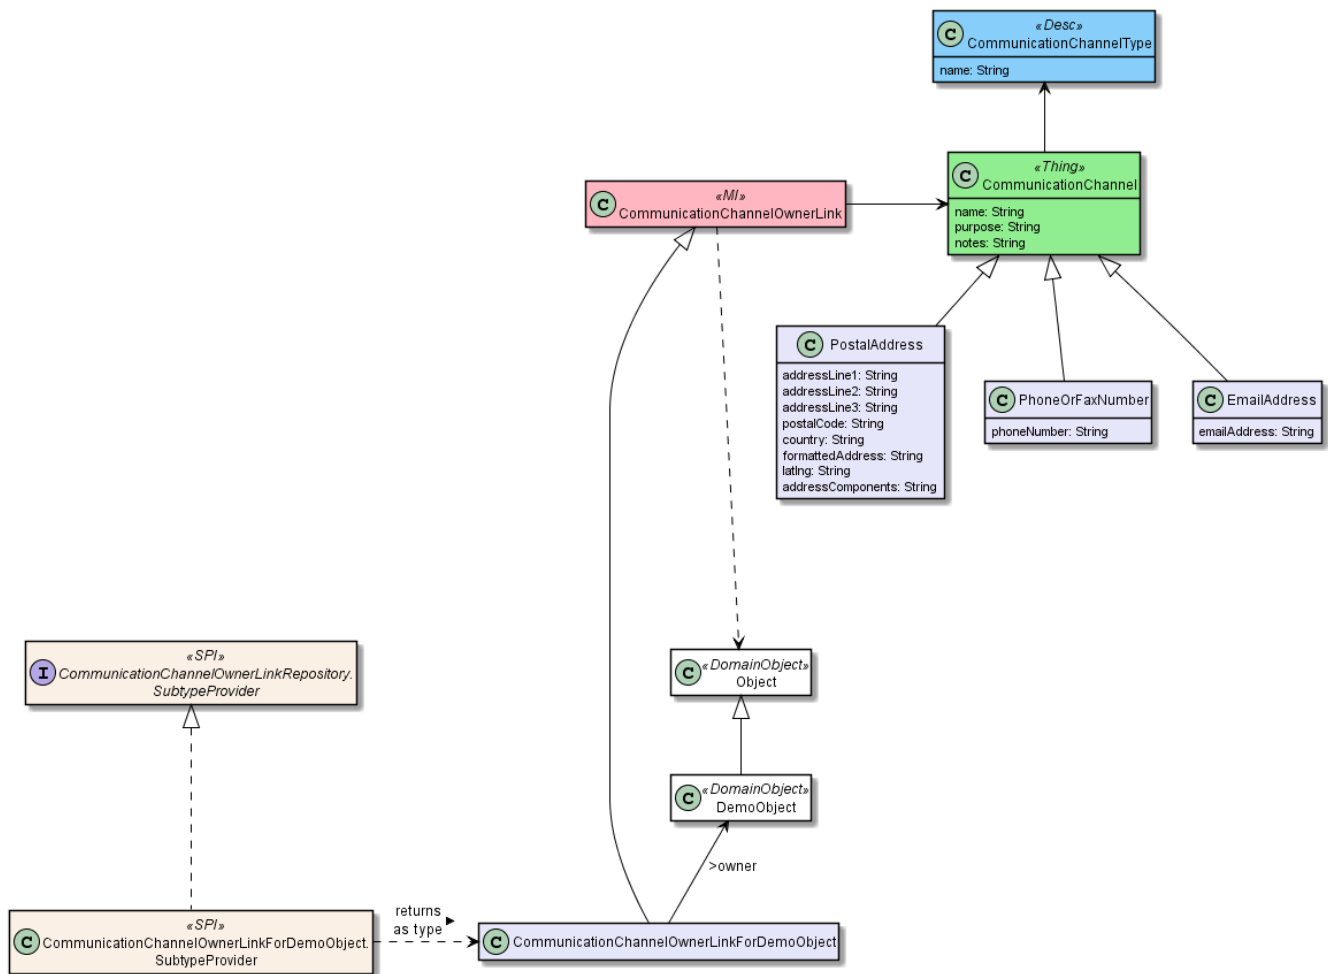 «Desc»
C
CommunicationChannelType
name: String
«Thing»
C
CommunicationChannel
name: String
purpose: String
notes: String
«MI»
C
CommunicationChannelOwnerLink
C PostalAddress
addressLine1: String
addressLine2: String
addressLine3: String
postalCode: String
country: String
formattedAddress: String
latlng: String
addressComponents: String
C PhoneOrFaxNumber
phoneNumber: String
C EmailAddress
emailAddress: String
«SPI»
I
CommunicationChannelOwnerLinkRepository.
SubtypeProvider
«DomainObject»
C
Object
«DomainObject»
C
DemoObject
>owner
«SPI»
C
CommunicationChannelOwnerLinkForDemoObject.
SubtypeProvider
returns
as type
C CommunicationChannelOwnerLinkForDemoObject